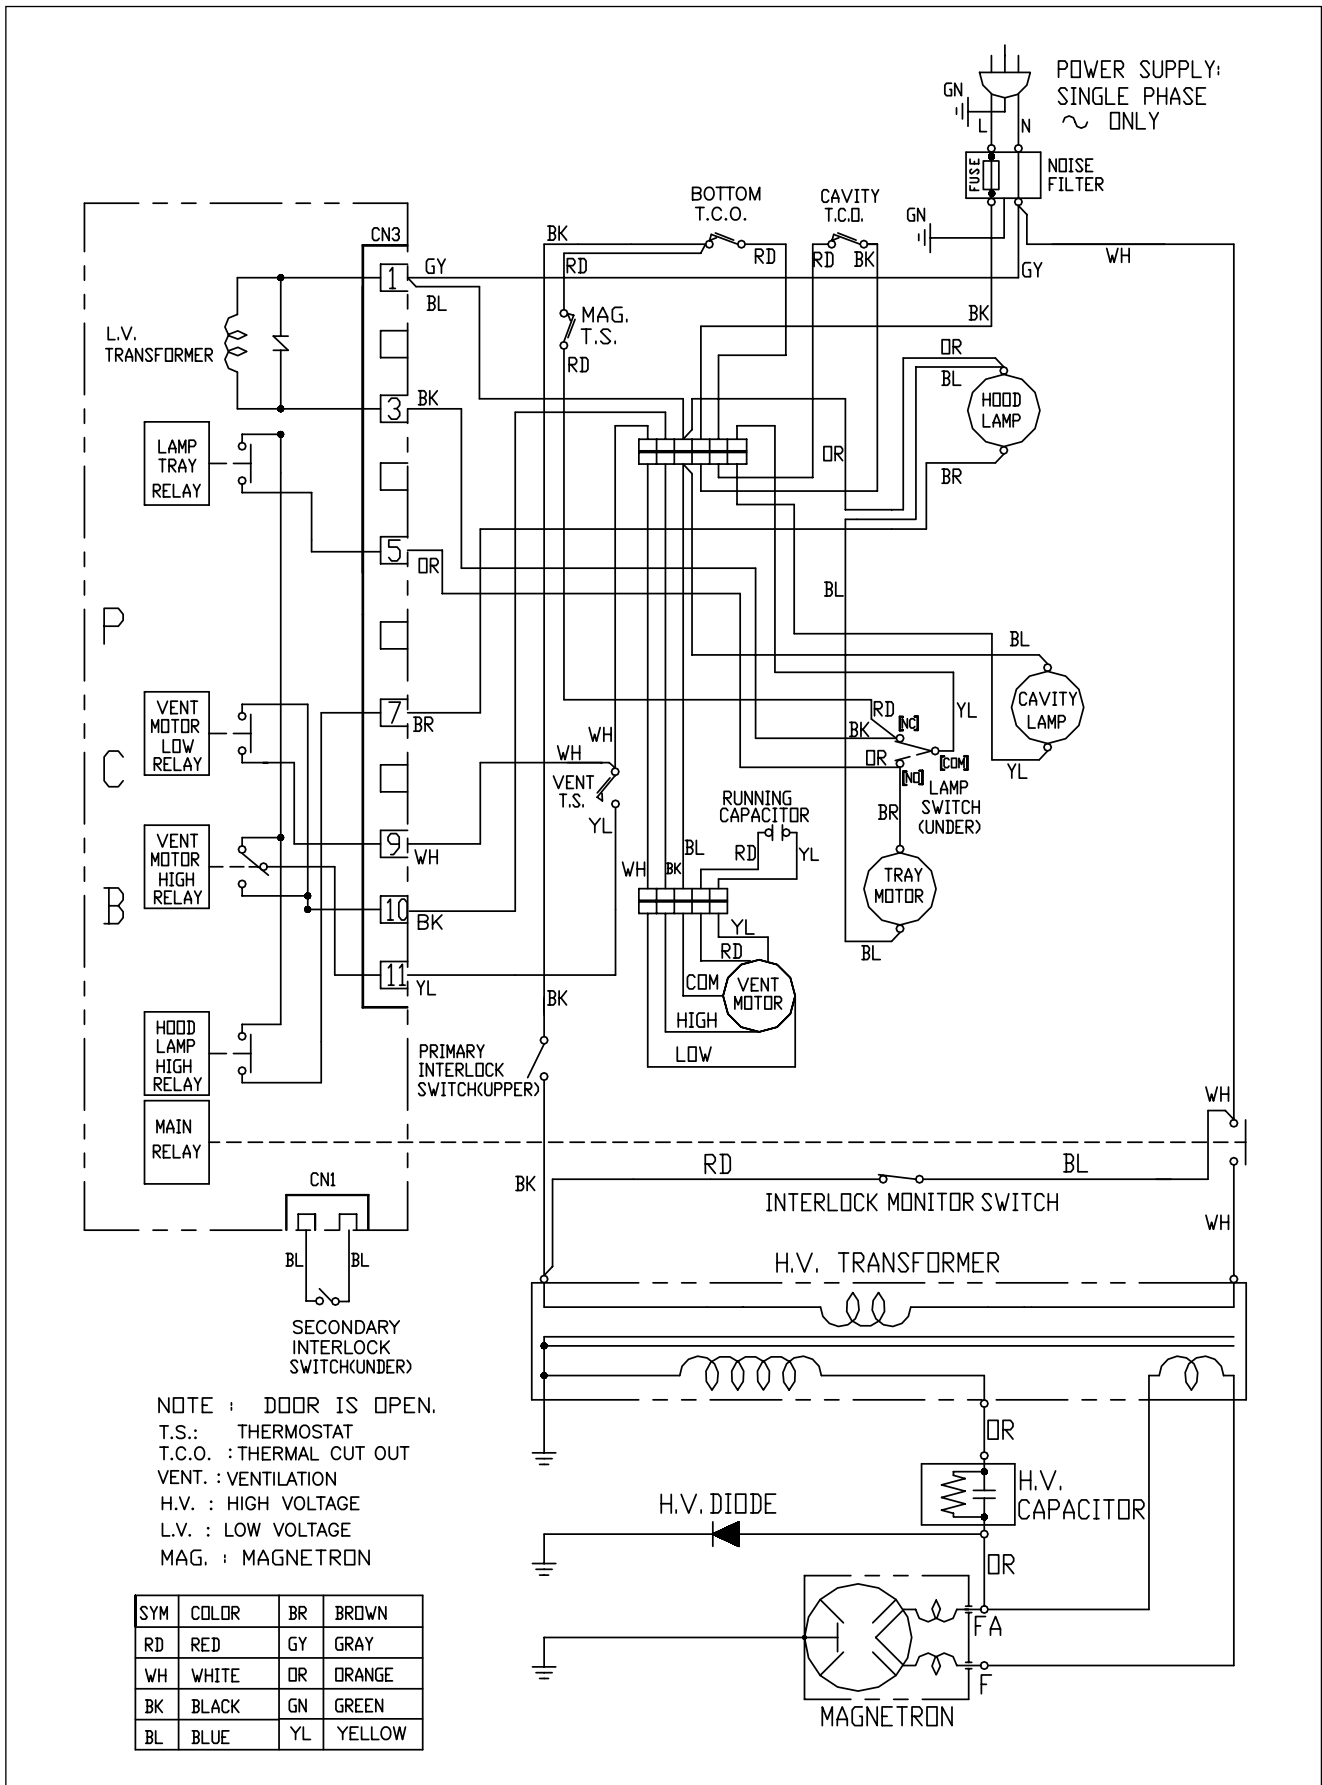 POWER SUPPLY:
SINGLE PHASE
∼ ONLY
GN
L
N
FUSE
NOISE
FILTER
GN
WH
GY
BK
BOTTOM
T.C.O.
RD
CAVITY
T.C.O.
RD
BK
BK
RD
MAG.
T.S.
RD
CN3
1
GY
BL
L.V.
TRANSFORMER
3
BK
LAMP
TRAY
RELAY
5
OR
OR
BL
HOOD
LAMP
BR
OR
BL
P
C
B
VENT
MOTOR
LOW
RELAY
7
BR
BL
CAVITY
LAMP
YL
YL
RD
[NC]
BK
OR
[COM]
[NO]
LAMP
SWITCH
(UNDER)
WH
WH
VENT
T.S.
YL
RUNNING
CAPACITOR
RD
YL
BL
WH
BK
BR
TRAY
MOTOR
BL
VENT
MOTOR
HIGH
RELAY
9
WH
10
BK
11
YL
YL
RD
COM
VENT
MOTOR
HIGH
LOW
BK
HOOD
LAMP
HIGH
RELAY
PRIMARY
INTERLOCK
SWITCH(UPPER)
MAIN
RELAY
WH
BK
RD
BL
INTERLOCK MONITOR SWITCH
WH
CN1
BL
BL
SECONDARY
INTERLOCK
SWITCH(UNDER)
H.V. TRANSFORMER
OR
H.V.
CAPACITOR
H.V.DIODE
OR
FA
F
MAGNETRON
NOTE : DOOR IS OPEN.
T.S.: THERMOSTAT
T.C.O. : THERMAL CUT OUT
VENT. : VENTILATION
H.V. : HIGH VOLTAGE
L.V. : LOW VOLTAGE
MAG. : MAGNETRON
SYM COLOR BR BROWN
RD RED GY GRAY
WH WHITE OR ORANGE
BK BLACK GN GREEN
BL BLUE YL YELLOW